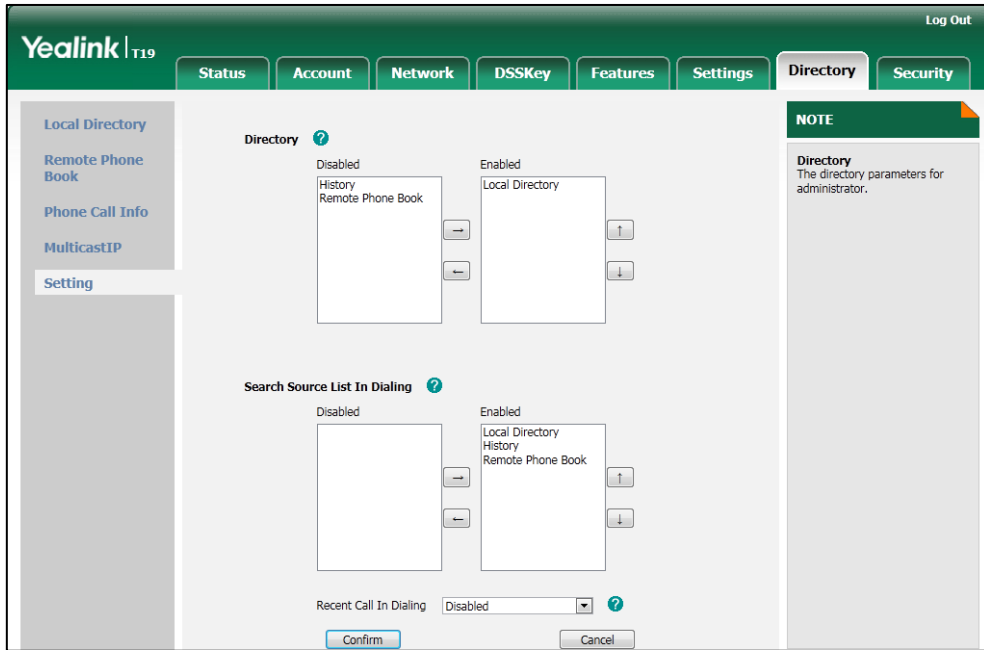 Log Out
Yealink T19
Status Account Network DSSKey Features Settings Directory Security
Local Directory
Remote Phone
Book
Phone Call Info
MulticastIP
Setting
Directory ?
Disabled Enabled
History
Remote Phone Book
Local Directory
→
←
↑
↓
Search Source List In Dialing ?
Disabled Enabled
Local Directory
History
Remote Phone Book
→
←
↑
↓
Recent Call In Dialing Disabled ?
Confirm Cancel
NOTE
Directory
The directory parameters for
administrator.